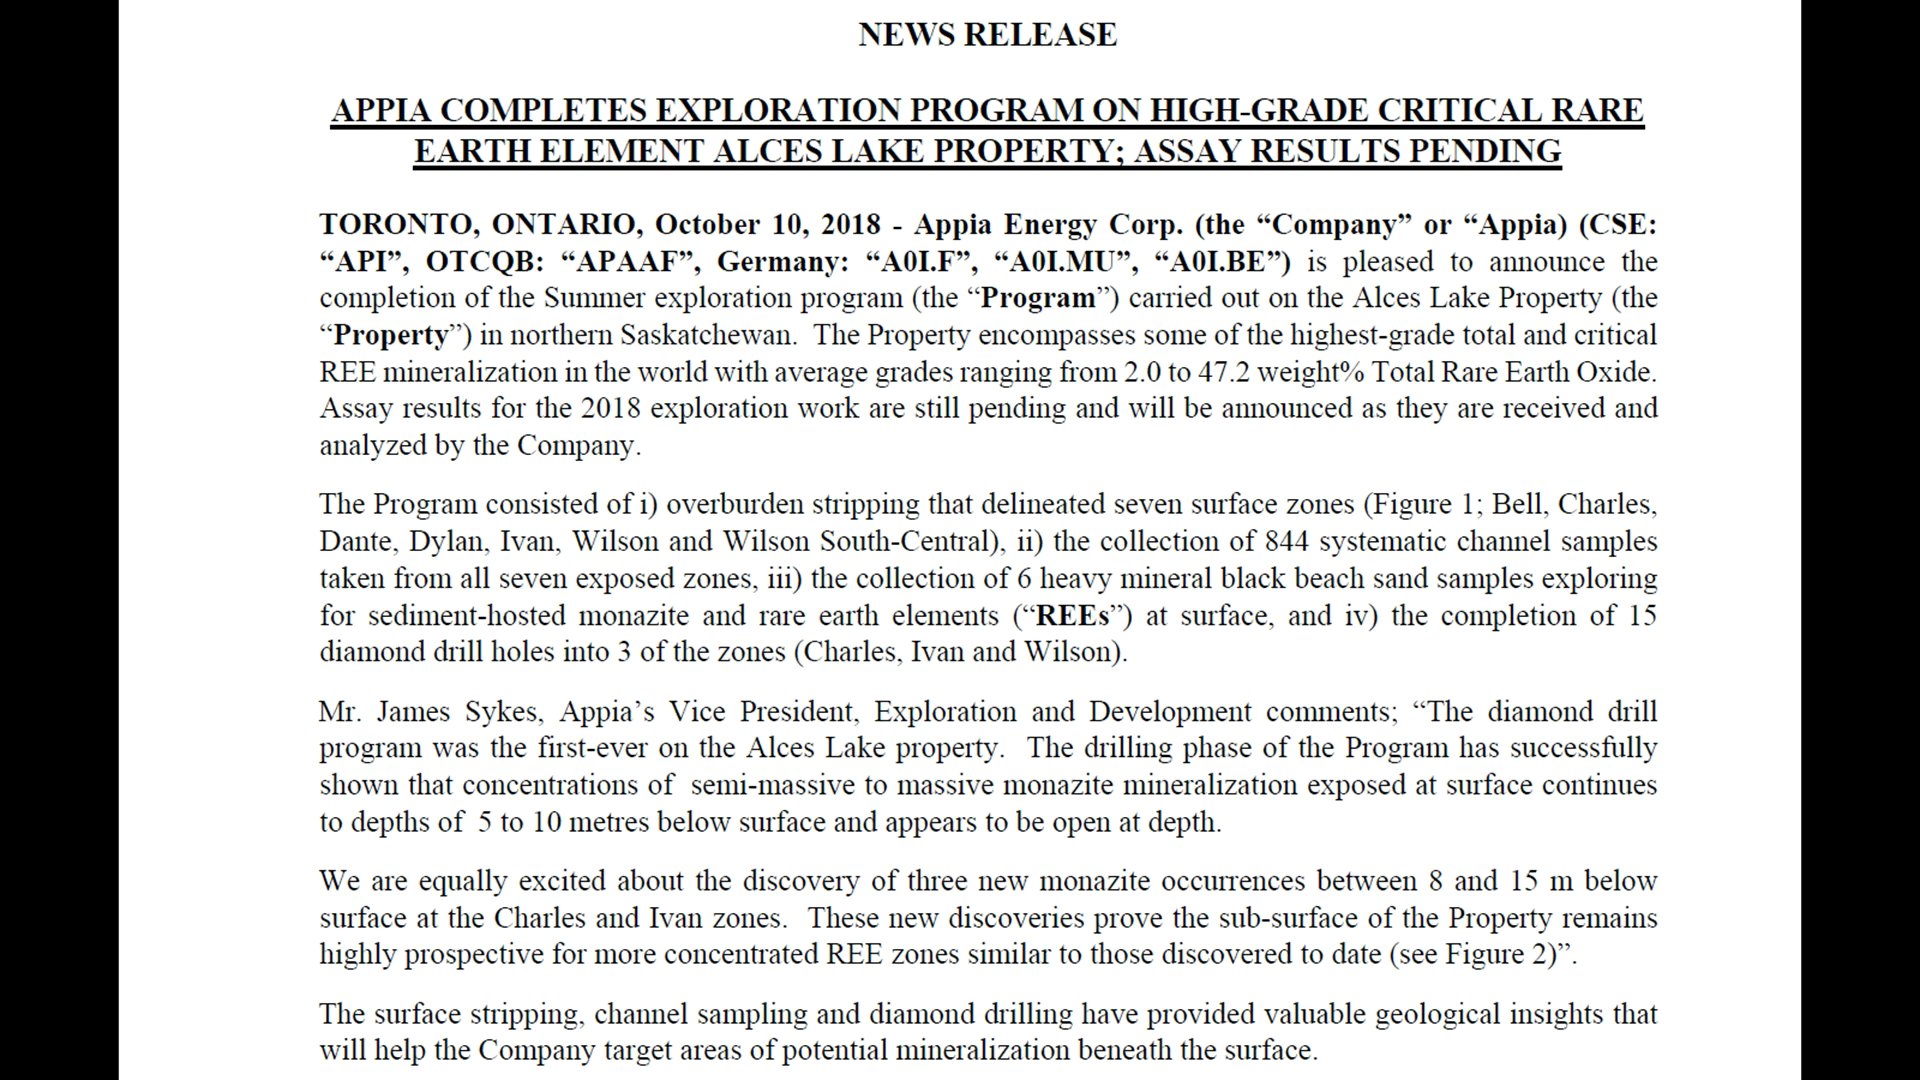 NEWS RELEASE
APPIA COMPLETES EXPLORATION PROGRAM ON HIGH-GRADE CRITICAL RARE
EARTH ELEMENT ALCES LAKE PROPERTY; ASSAY RESULTS PENDING
TORONTO, ONTARIO, October 10, 2018 - Appia Energy Corp. (the “Company” or “Appia) (CSE:
“API”, OTCQB: “APAAF”, Germany: “A0I.F”, “A0I.MU”, “A0I.BE”) is pleased to announce the
completion of the Summer exploration program (the “Program”) carried out on the Alces Lake Property (the
“Property”) in northern Saskatchewan. The Property encompasses some of the highest-grade total and critical
REE mineralization in the world with average grades ranging from 2.0 to 47.2 weight% Total Rare Earth Oxide.
Assay results for the 2018 exploration work are still pending and will be announced as they are received and
analyzed by the Company.
The Program consisted of i) overburden stripping that delineated seven surface zones (Figure 1; Bell, Charles,
Dante, Dylan, Ivan, Wilson and Wilson South-Central), ii) the collection of 844 systematic channel samples
taken from all seven exposed zones, iii) the collection of 6 heavy mineral black beach sand samples exploring
for sediment-hosted monazite and rare earth elements (“REEs”) at surface, and iv) the completion of 15
diamond drill holes into 3 of the zones (Charles, Ivan and Wilson).
Mr. James Sykes, Appia’s Vice President, Exploration and Development comments; “The diamond drill
program was the first-ever on the Alces Lake property. The drilling phase of the Program has successfully
shown that concentrations of semi-massive to massive monazite mineralization exposed at surface continues
to depths of 5 to 10 metres below surface and appears to be open at depth.
We are equally excited about the discovery of three new monazite occurrences between 8 and 15 m below
surface at the Charles and Ivan zones. These new discoveries prove the sub-surface of the Property remains
highly prospective for more concentrated REE zones similar to those discovered to date (see Figure 2)”.
The surface stripping, channel sampling and diamond drilling have provided valuable geological insights that
will help the Company target areas of potential mineralization beneath the surface.